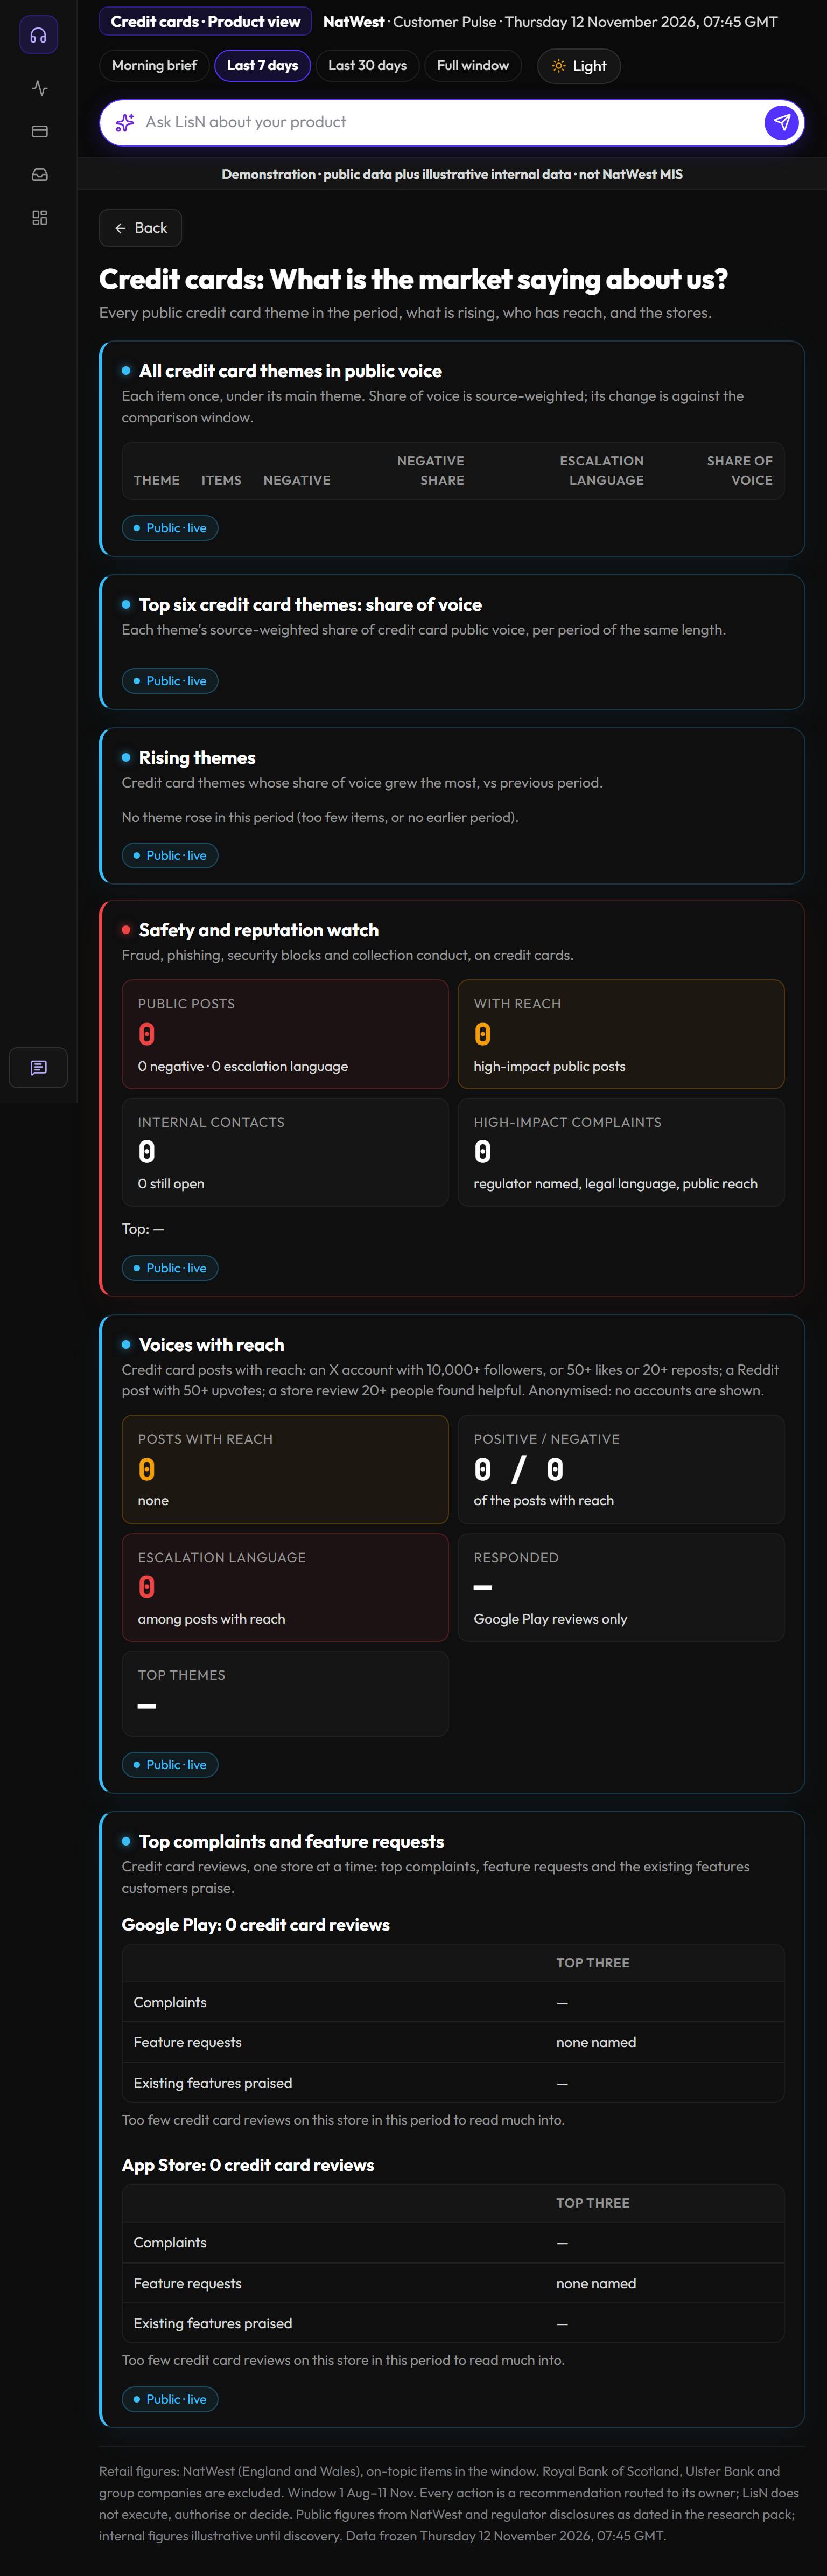 Credit cards · Product view
NatWest · Customer Pulse · Thursday 12 November 2026, 07:45 GMT
Morning brief
Last 7 days
Last 30 days
Full window
Light
Ask LisN about your product
Demonstration · public data plus illustrative internal data · not NatWest MIS
← Back
Credit cards: What is the market saying about us?
Every public credit card theme in the period, what is rising, who has reach, and the stores.
All credit card themes in public voice
Each item once, under its main theme. Share of voice is source-weighted; its change is against the
comparison window.
THEME ITEMS NEGATIVE NEGATIVE SHARE ESCALATION LANGUAGE SHARE OF VOICE
Public · live
Top six credit card themes: share of voice
Each theme's source-weighted share of credit card public voice, per period of the same length.
Public · live
Rising themes
Credit card themes whose share of voice grew the most, vs previous period.
No theme rose in this period (too few items, or no earlier period).
Public · live
Safety and reputation watch
Fraud, phishing, security blocks and collection conduct, on credit cards.
PUBLIC POSTS
0
0 negative · 0 escalation language
WITH REACH
0
high-impact public posts
INTERNAL CONTACTS
0
0 still open
HIGH-IMPACT COMPLAINTS
0
regulator named, legal language, public reach
Top: —
Public · live
Voices with reach
Credit card posts with reach: an X account with 10,000+ followers, or 50+ likes or 20+ reposts; a Reddit
post with 50+ upvotes; a store review 20+ people found helpful. Anonymised: no accounts are shown.
POSTS WITH REACH
0
none
POSITIVE / NEGATIVE
0 / 0
of the posts with reach
ESCALATION LANGUAGE
0
among posts with reach
RESPONDED
—
Google Play reviews only
TOP THEMES
—
Public · live
Top complaints and feature requests
Credit card reviews, one store at a time: top complaints, feature requests and the existing features
customers praise.
Google Play: 0 credit card reviews
TOP THREE
Complaints —
Feature requests none named
Existing features praised —
Too few credit card reviews on this store in this period to read much into.
App Store: 0 credit card reviews
TOP THREE
Complaints —
Feature requests none named
Existing features praised —
Too few credit card reviews on this store in this period to read much into.
Public · live
Retail figures: NatWest (England and Wales), on-topic items in the window. Royal Bank of Scotland, Ulster Bank and
group companies are excluded. Window 1 Aug–11 Nov. Every action is a recommendation routed to its owner; LisN does
not execute, authorise or decide. Public figures from NatWest and regulator disclosures as dated in the research pack;
internal figures illustrative until discovery. Data frozen Thursday 12 November 2026, 07:45 GMT.